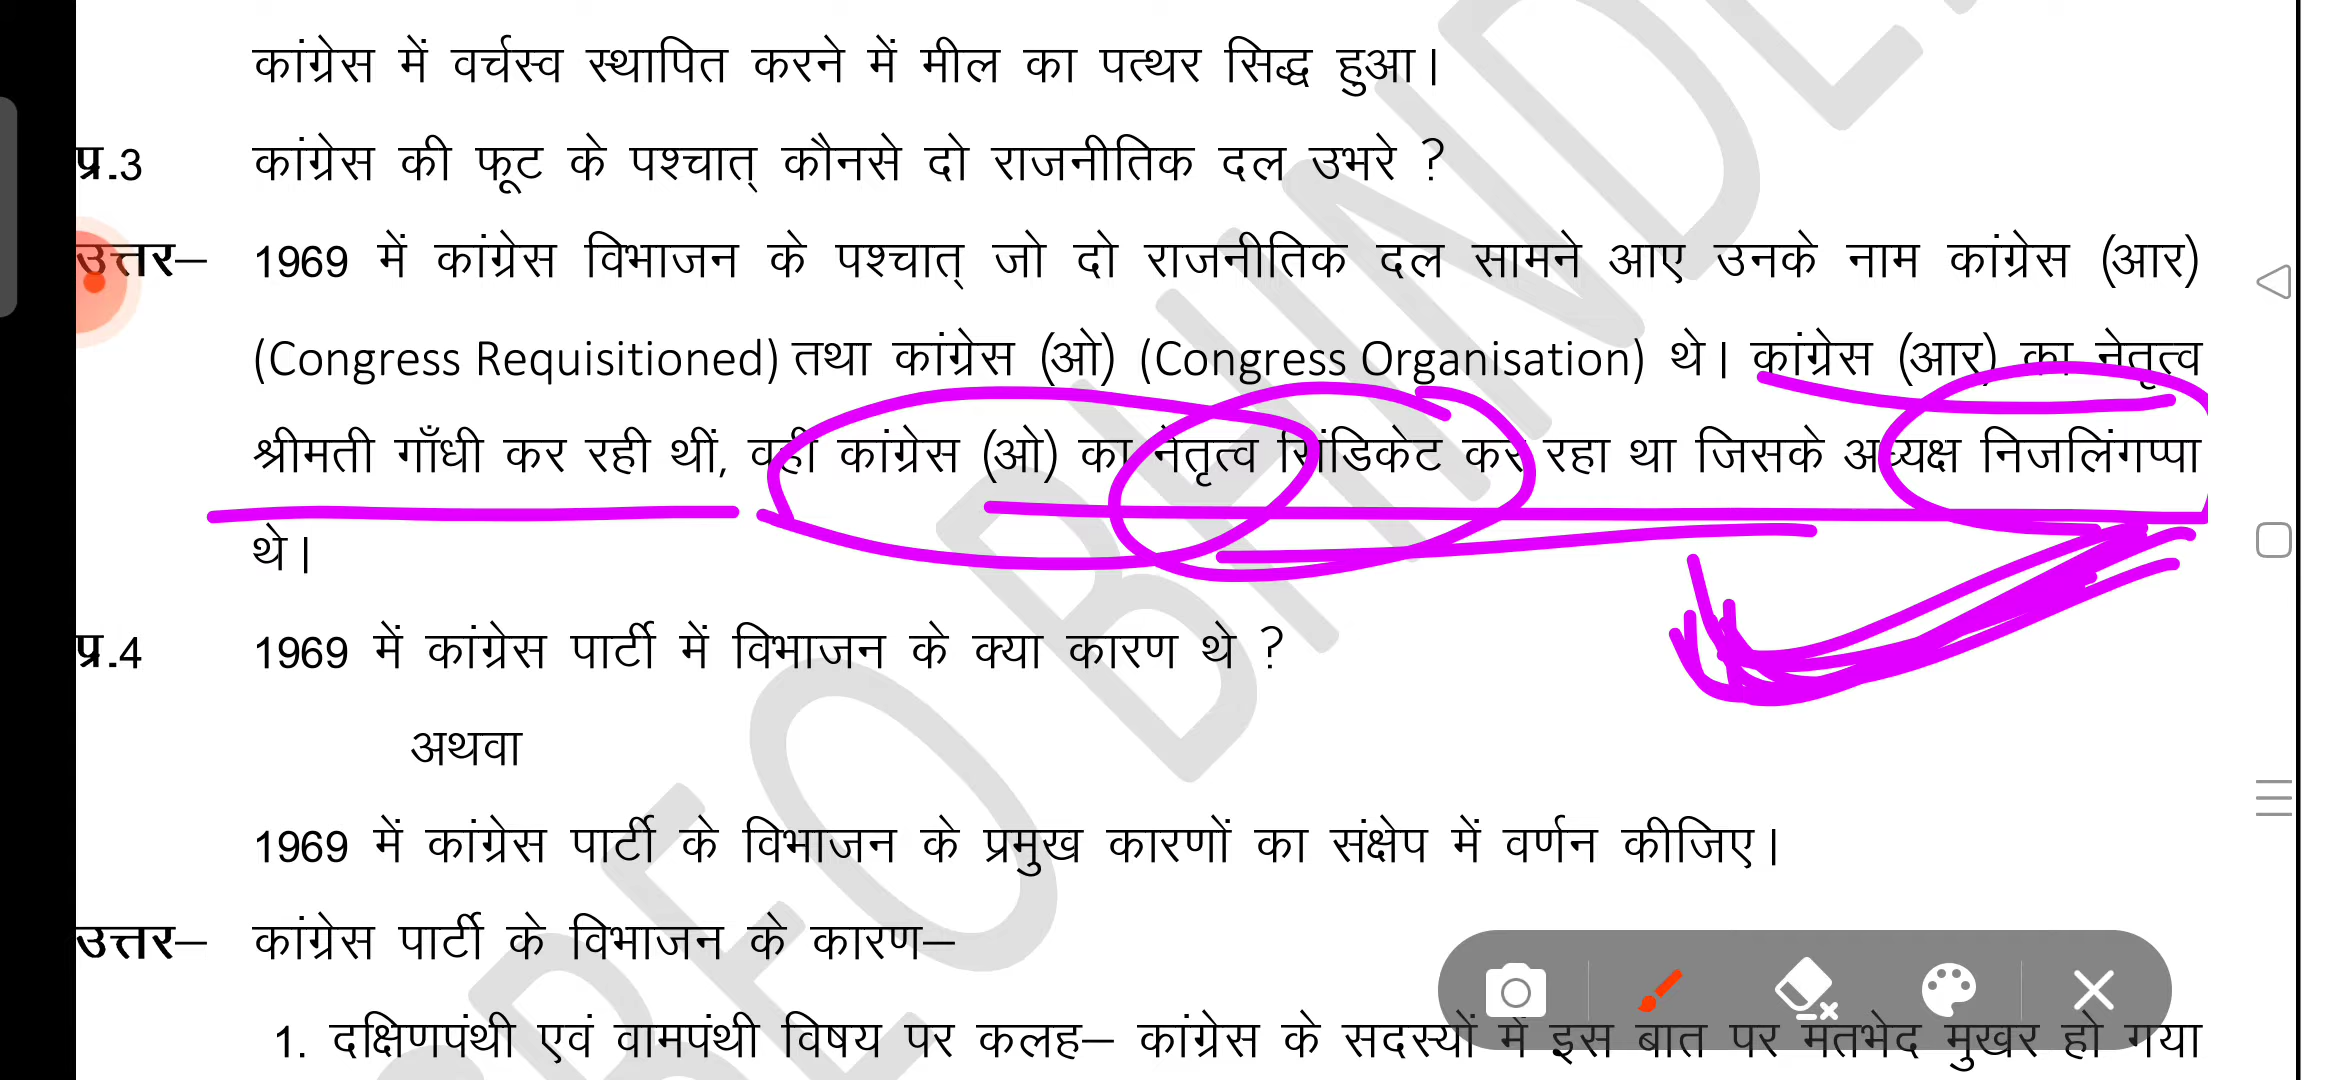 कांग्रेस में वर्चस्व स्थापित करने में मील का पत्थर सिद्ध हुआ।
प्र.3 कांग्रेस की फूट के पश्चात् कौनसे दो राजनीतिक दल उभरे ?
उत्तर– 1969 में कांग्रेस विभाजन के पश्चात् जो दो राजनीतिक दल सामने आए उनके नाम कांग्रेस (आर)
(Congress Requisitioned) तथा कांग्रेस (ओ) (Congress Organisation) थे। कांग्रेस (आर) का नेतृत्व
श्रीमती गाँधी कर रही थीं, वहीं कांग्रेस (ओ) का नेतृत्व सिंडिकेट कर रहा था जिसके अध्यक्ष निजलिंगप्पा
थे।
प्र.4 1969 में कांग्रेस पार्टी में विभाजन के क्या कारण थे ?
अथवा
1969 में कांग्रेस पार्टी के विभाजन के प्रमुख कारणों का संक्षेप में वर्णन कीजिए।
उत्तर– कांग्रेस पार्टी के विभाजन के कारण–
1. दक्षिणपंथी एवं वामपंथी विषय पर कलह– कांग्रेस के सदस्यों में इस बात पर मतभेद मुखर हो गया